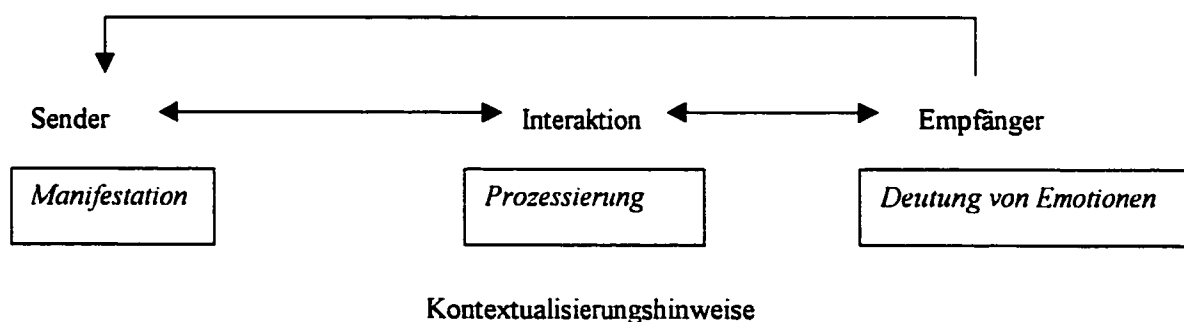 Sender Interaktion Empfänger
Manifestation Prozessierung Deutung von Emotionen
Kontextualisierungshinweise